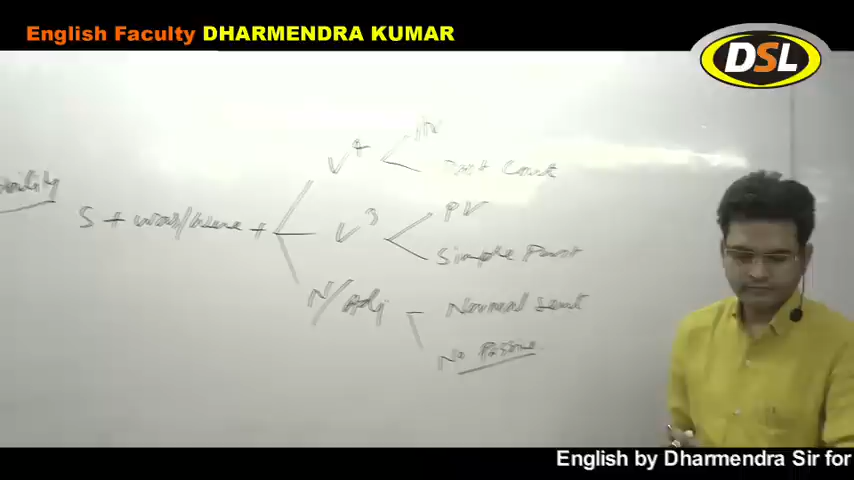 English Faculty DHARMENDRA KUMAR
DSL
V⁴
Past Cont
S + was/were +
V³
PV
Simple Past
N/Adj
Normal Sent
No Passive
English by Dharmendra Sir for